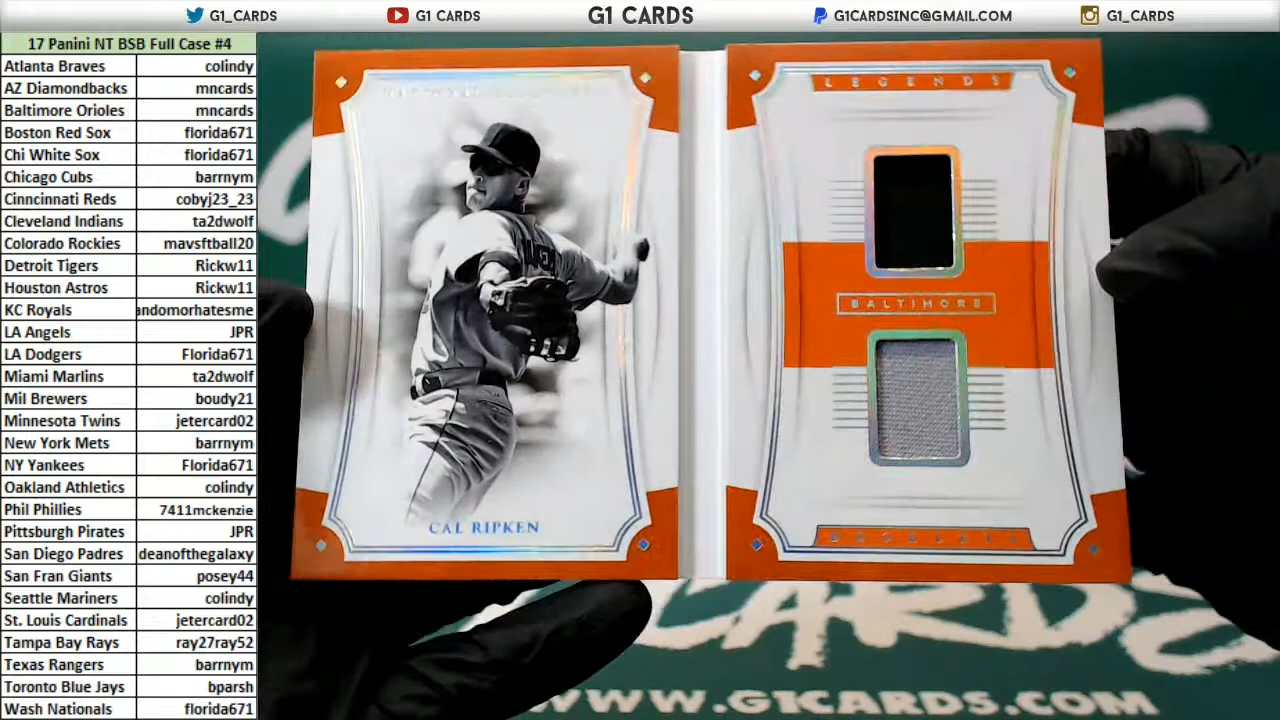 G1_CARDS
G1 CARDS
G1 CARDS
G1CARDSINC@GMAIL.COM
G1_CARDS
17 Panini NT BSB Full Case #4
Atlanta Braves colindy
AZ Diamondbacks mncards
Baltimore Orioles mncards
Boston Red Sox florida671
Chi White Sox florida671
Chicago Cubs barrnym
Cinncinnati Reds cobyj23_23
Cleveland Indians ta2dwolf
Colorado Rockies mavsftball20
Detroit Tigers Rickw11
Houston Astros Rickw11
KC Royals andomorhatesme
LA Angels JPR
LA Dodgers Florida671
Miami Marlins ta2dwolf
Mil Brewers boudy21
Minnesota Twins jetercard02
New York Mets barrnym
NY Yankees Florida671
Oakland Athletics colindy
Phil Phillies 7411mckenzie
Pittsburgh Pirates JPR
San Diego Padres deanofthegalaxy
San Fran Giants posey44
Seattle Mariners colindy
St. Louis Cardinals jetercard02
Tampa Bay Rays ray27ray52
Texas Rangers barrnym
Toronto Blue Jays bparsh
Wash Nationals florida671
CAL RIPKEN
LEGENDS
BALTIMORE
BOOKLETS
CARDS
WWW.G1CARDS.COM